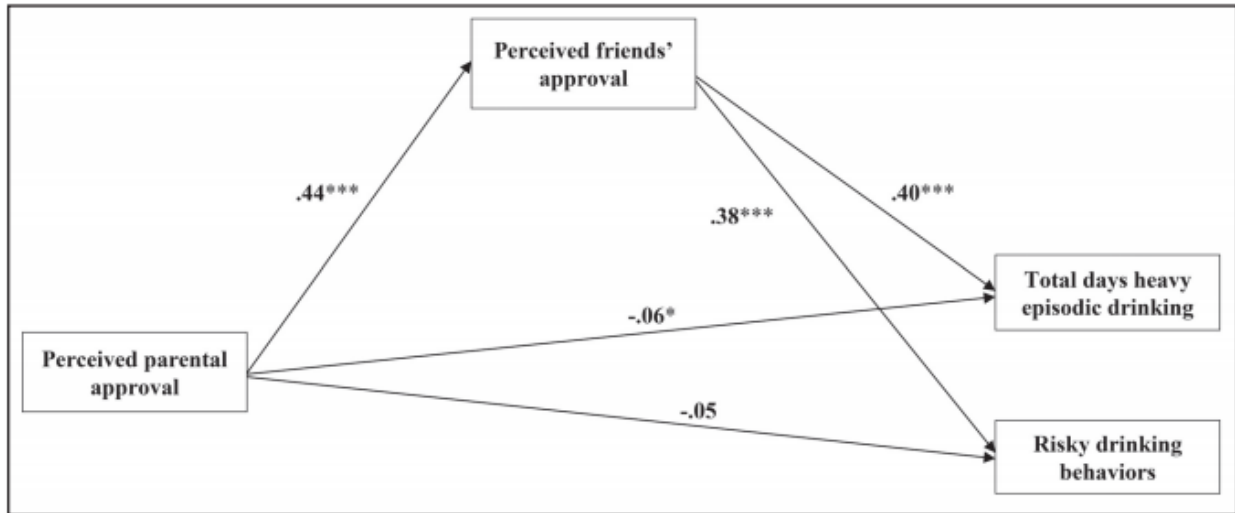 Perceived friends'
approval
.44***
.40***
.38***
Total days heavy
episodic drinking
-.06*
Perceived parental
approval
-.05
Risky drinking
behaviors